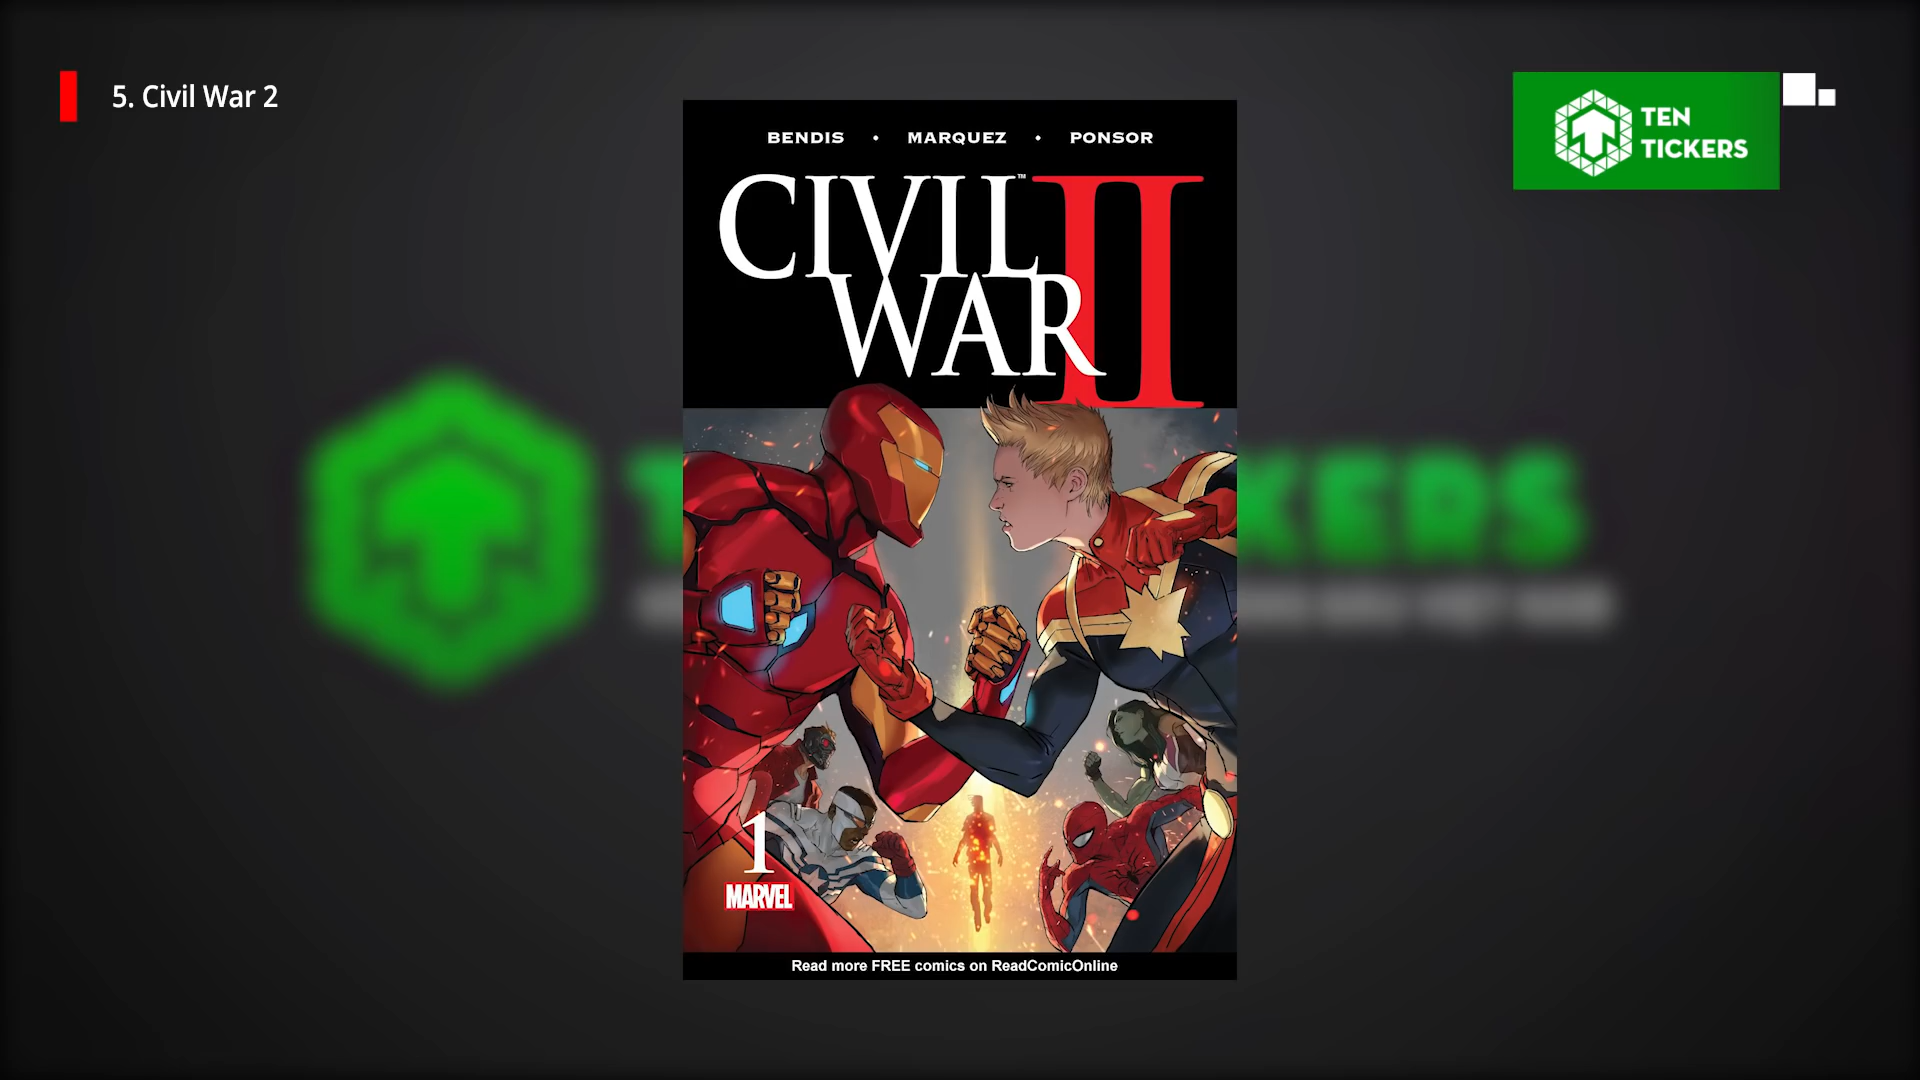 5. Civil War 2
TEN
TICKERS
BENDIS • MARQUEZ • PONSOR
CIVIL™ II
WAR
1
MARVEL
Read more FREE comics on ReadComicOnline